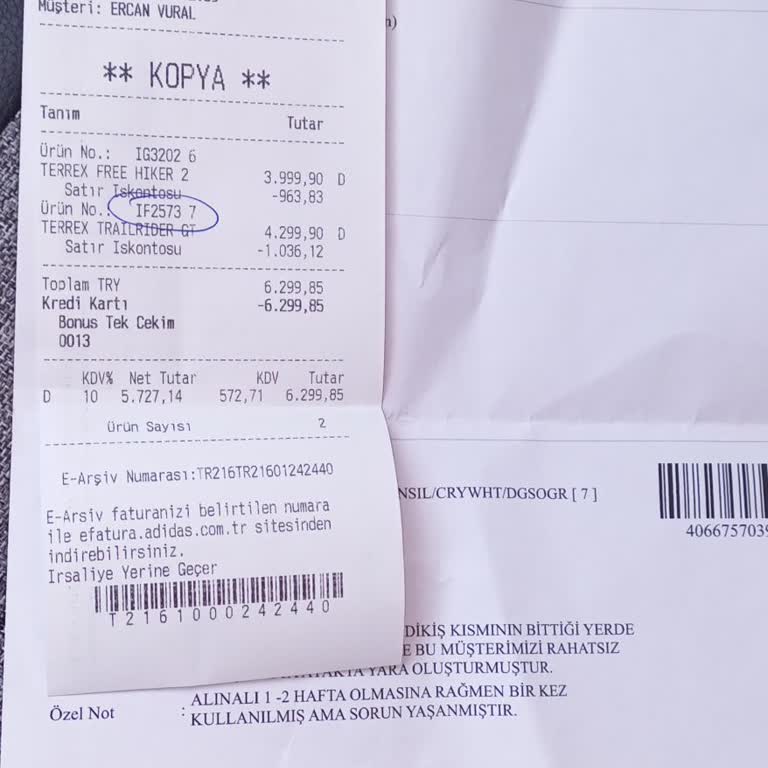 Müşteri: ERCAN VURAL
** KOPYA **
Tanım Tutar
Ürün No.: IG3202 6
TERREX FREE HIKER 2 3.999,90 D
Satır Iskontosu -963,83
Ürün No.: IF2573 7
TERREX TRAILRIDER GT 4.299,90 D
Satır Iskontosu -1.036,12
Toplam TRY 6.299,85
Kredi Kartı -6.299,85
Bonus Tek Cekim
0013
KDV% Net Tutar KDV Tutar
D 10 5.727,14 572,71 6.299,85
Ürün Sayısı 2
E-Arşiv Numarası:TR216TR21601242440
E-Arsiv faturanizi belirtilen numara
ile efatura.adidas.com.tr sitesinden
indirebilirsiniz.
Irsaliye Yerine Geçer
T2161000242440
)
NSIL/CRYWHT/DGSOGR [ 7 ]
4066757039
DİKİŞ KISMININ BİTTİĞİ YERDE
E BU MÜŞTERİMİZİ RAHATSIZ
YARA OLUŞTURMUŞTUR.
Özel Not : ALINALI 1 -2 HAFTA OLMASINA RAĞMEN BİR KEZ
KULLANILMIŞ AMA SORUN YAŞANMIŞTIR.